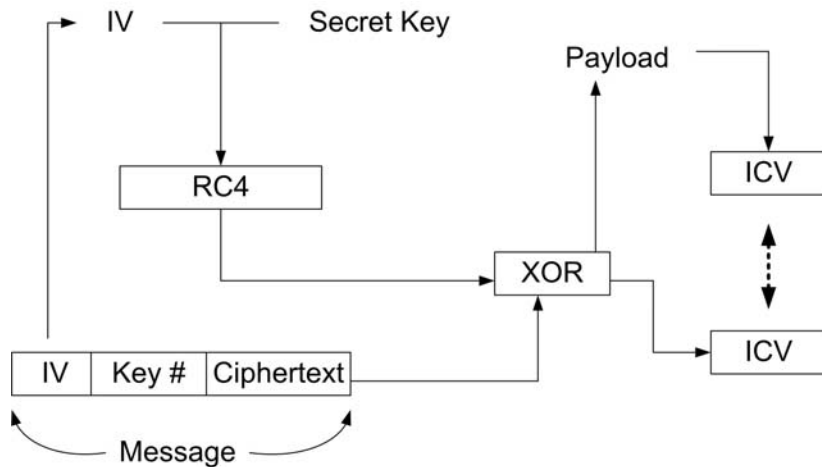 IV
Secret Key
Payload
RC4
ICV
XOR
ICV
IV
Key #
Ciphertext
Message